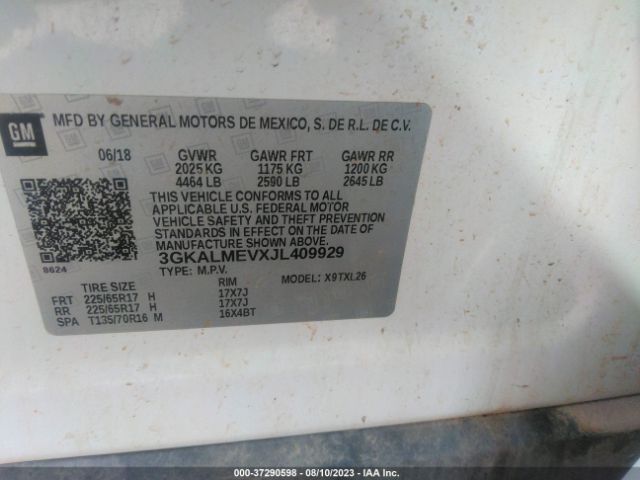 GM
MFD BY GENERAL MOTORS DE MEXICO, S. DE R.L. DE C.V.
06/18 GVWR GAWR FRT GAWR RR
2025 KG 1175 KG 1200 KG
4464 LB 2590 LB 2645 LB
THIS VEHICLE CONFORMS TO ALL
APPLICABLE U.S. FEDERAL MOTOR
VEHICLE SAFETY AND THEFT PREVENTION
STANDARDS IN EFFECT ON THE DATE OF
MANUFACTURE SHOWN ABOVE.
8624
3GKALMEVXJL409929
TYPE: M.P.V. MODEL: X9TXL26
TIRE SIZE RIM
FRT 225/65R17 H 17X7J
RR 225/65R17 H 17X7J
SPA T135/70R16 M 16X4BT
000-37290598 - 08/10/2023 - IAA Inc.